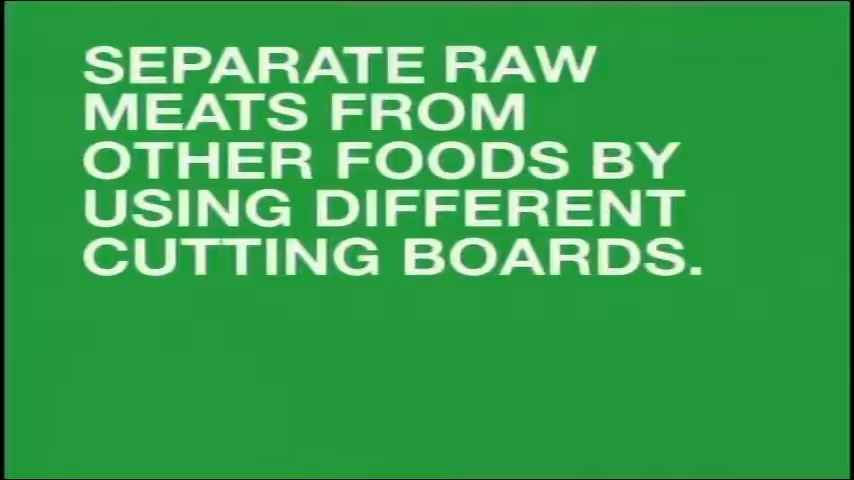 SEPARATE RAW
MEATS FROM
OTHER FOODS BY
USING DIFFERENT
CUTTING BOARDS.